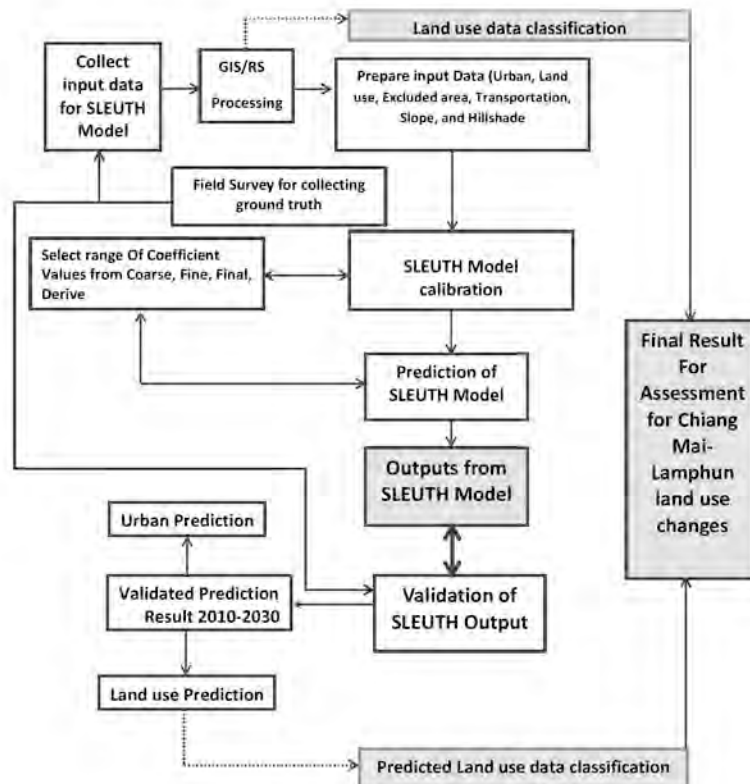 Land use data classification
Collect
input data
for SLEUTH
Model
GIS/RS
Processing
Prepare input Data (Urban, Land
use, Excluded area, Transportation,
Slope, and Hillshade
Field Survey for collecting
ground truth
Select range Of Coefficient
Values from Coarse, Fine, Final,
Derive
SLEUTH Model
calibration
Prediction of
SLEUTH Model
Outputs from
SLEUTH Model
Final Result
For
Assessment
for Chiang
Mai-
Lamphun
land use
changes
Urban Prediction
Validated Prediction
Result 2010-2030
Validation of
SLEUTH Output
Land use Prediction
Predicted Land use data classification